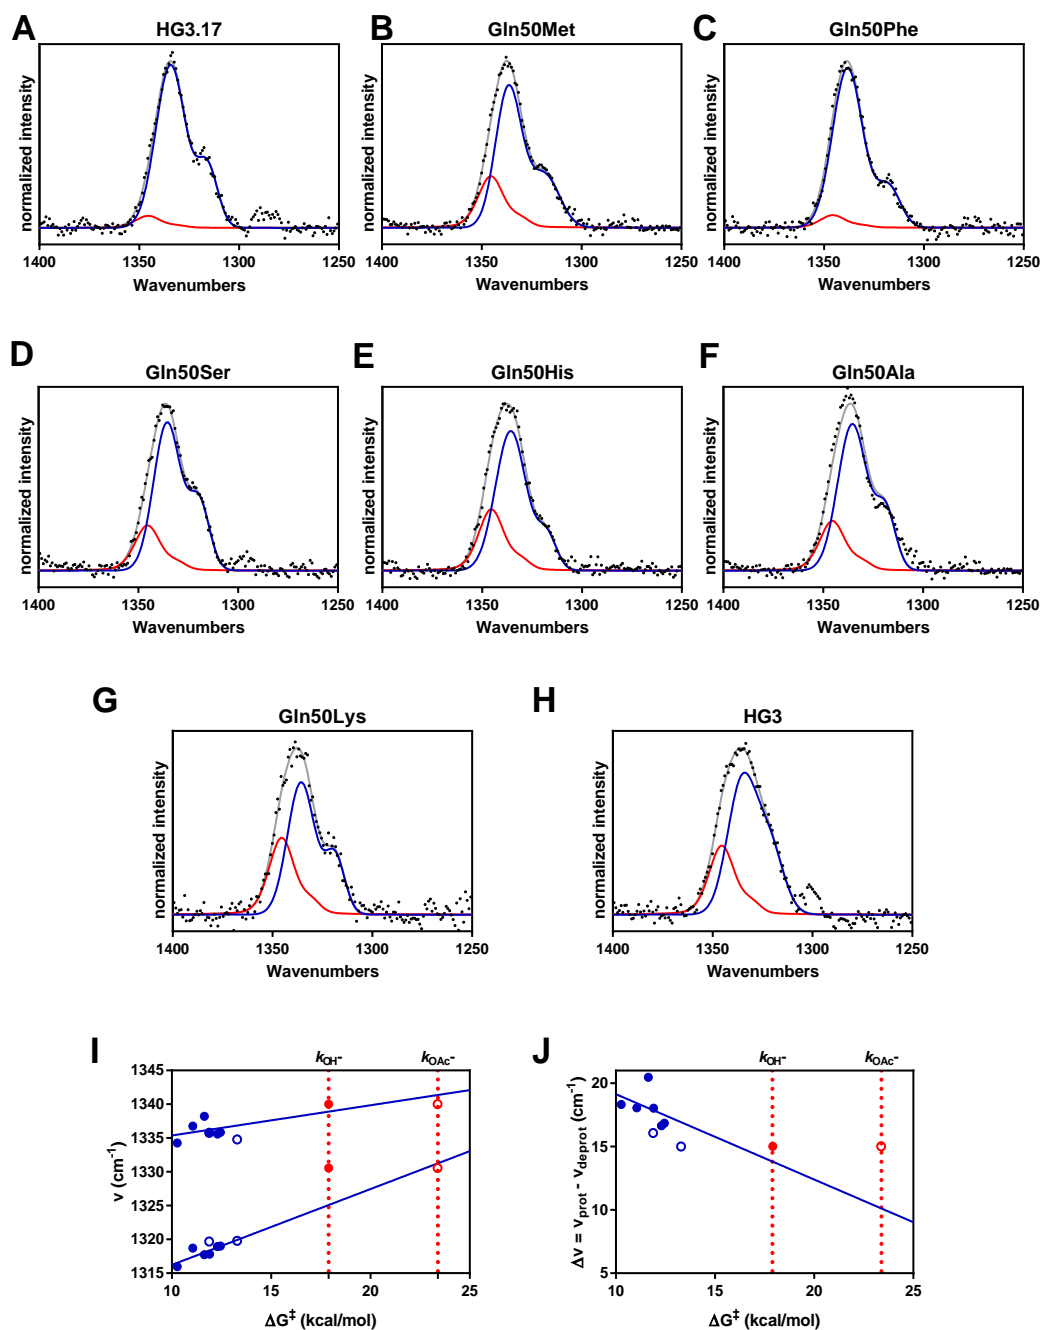 A
HG3.17
normalized intensity
1400 1350 1300 1250
Wavenumbers
B
Gln50Met
normalized intensity
1400 1350 1300 1250
Wavenumbers
C
Gln50Phe
normalized intensity
1400 1350 1300 1250
Wavenumbers
D
Gln50Ser
normalized intensity
1400 1350 1300 1250
Wavenumbers
E
Gln50His
normalized intensity
1400 1350 1300 1250
Wavenumbers
F
Gln50Ala
normalized intensity
1400 1350 1300 1250
Wavenumbers
G
Gln50Lys
normalized intensity
1400 1350 1300 1250
Wavenumbers
H
HG3
normalized intensity
1400 1350 1300 1250
Wavenumbers
I
kOH- kOAc-
ν (cm-1)
1345
1340
1335
1330
1325
1320
1315
10 15 20 25
ΔG‡ (kcal/mol)
J
kOH- kOAc-
Δν = νprot - νdeprot (cm-1)
20
15
10
5
10 15 20 25
ΔG‡ (kcal/mol)